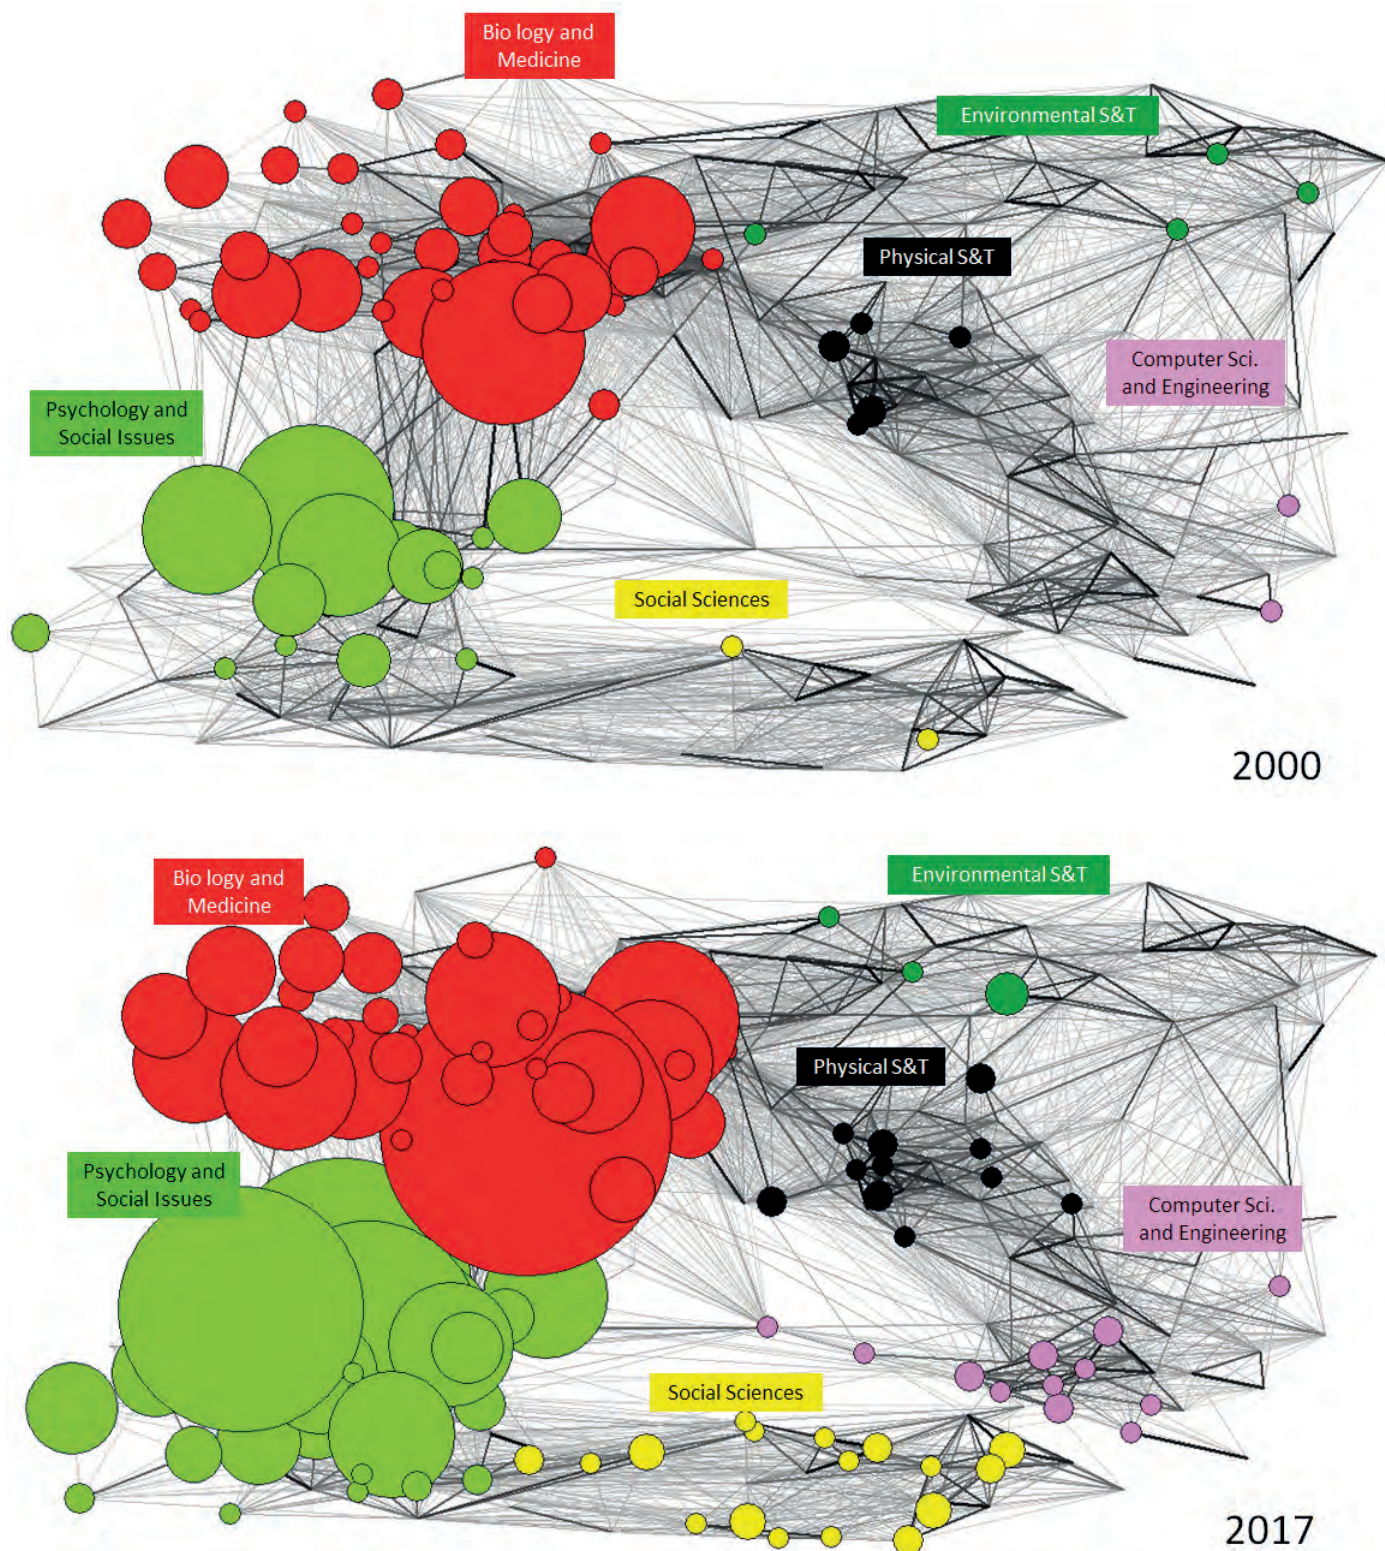 Bio logy and
Medicine
Environmental S&T
Physical S&T
Computer Sci.
and Engineering
Psychology and
Social Issues
Social Sciences
2000
Bio logy and
Medicine
Environmental S&T
Physical S&T
Psychology and
Social Issues
Computer Sci.
and Engineering
Social Sciences
2017